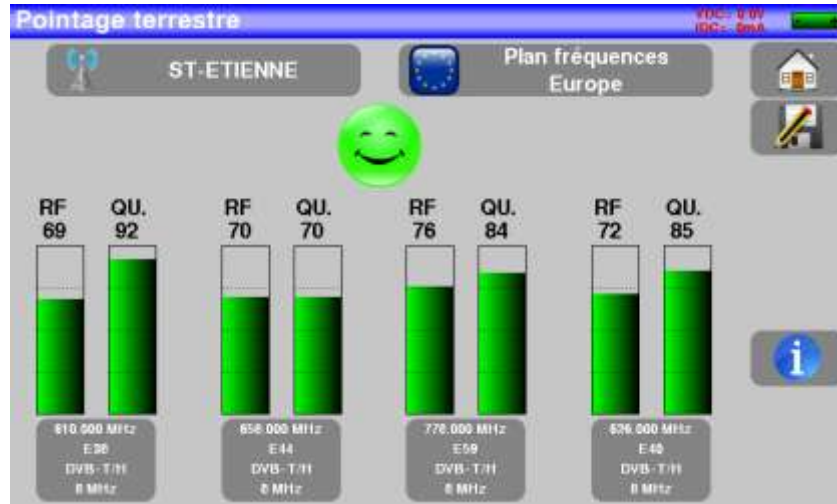 Pointage terrestre
VDC: 0.0V
IDC: 0mA
ST-ETIENNE
Plan fréquences
Europe
RF QU. RF QU. RF QU. RF QU.
69 92 70 70 76 84 72 85
610.000 MHz 658.000 MHz 778.000 MHz 626.000 MHz
E38 E44 E59 E40
DVB-T/H DVB-T/H DVB-T/H DVB-T/H
8 MHz 8 MHz 8 MHz 8 MHz
i